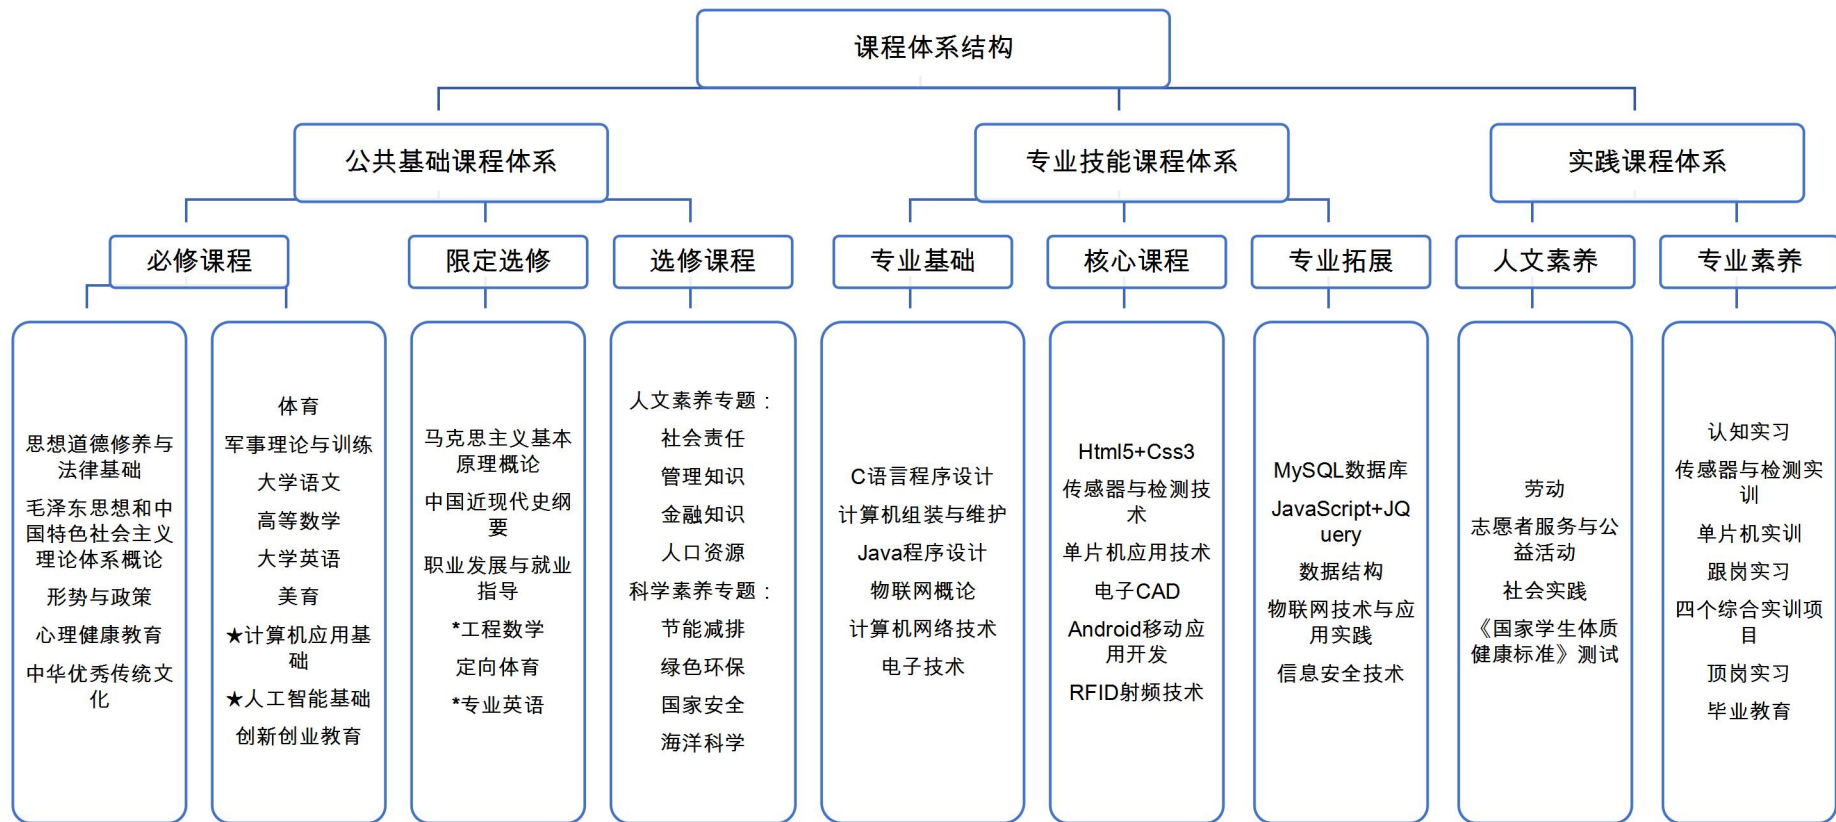 课程体系结构
公共基础课程体系
专业技能课程体系
实践课程体系
必修课程
限定选修
选修课程
专业基础
核心课程
专业拓展
人文素养
专业素养
思想道德修养与
法律基础
毛泽东思想和中
国特色社会主义
理论体系概论
形势与政策
心理健康教育
中华优秀传统文
化
体育
军事理论与训练
大学语文
高等数学
大学英语
美育
★计算机应用基
础
★人工智能基础
创新创业教育
马克思主义基本
原理概论
中国近现代史纲
要
职业发展与就业
指导
*工程数学
定向体育
*专业英语
人文素养专题：
社会责任
管理知识
金融知识
人口资源
科学素养专题：
节能减排
绿色环保
国家安全
海洋科学
C语言程序设计
计算机组装与维护
Java程序设计
物联网概论
计算机网络技术
电子技术
Html5+Css3
传感器与检测技
术
单片机应用技术
电子CAD
Android移动应
用开发
RFID射频技术
MySQL数据库
JavaScript+JQ
uery
数据结构
物联网技术与应
用实践
信息安全技术
劳动
志愿者服务与公
益活动
社会实践
《国家学生体质
健康标准》测试
认知实习
传感器与检测实
训
单片机实训
跟岗实习
四个综合实训项
目
顶岗实习
毕业教育